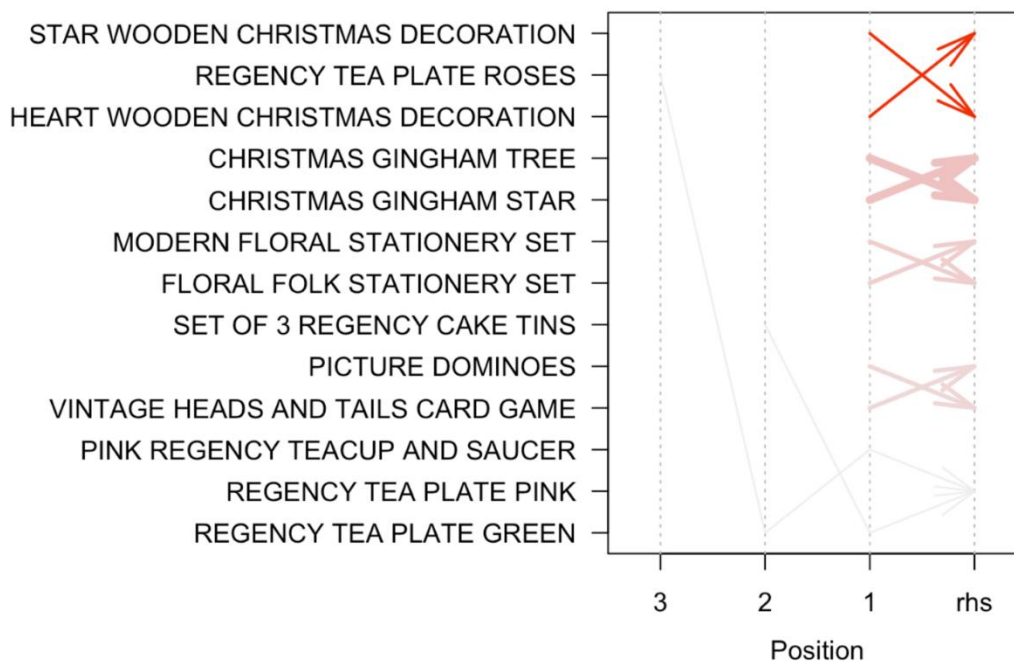 STAR WOODEN CHRISTMAS DECORATION
REGENCY TEA PLATE ROSES
HEART WOODEN CHRISTMAS DECORATION
CHRISTMAS GINGHAM TREE
CHRISTMAS GINGHAM STAR
MODERN FLORAL STATIONERY SET
FLORAL FOLK STATIONERY SET
SET OF 3 REGENCY CAKE TINS
PICTURE DOMINOES
VINTAGE HEADS AND TAILS CARD GAME
PINK REGENCY TEACUP AND SAUCER
REGENCY TEA PLATE PINK
REGENCY TEA PLATE GREEN
3 2 1 rhs
Position